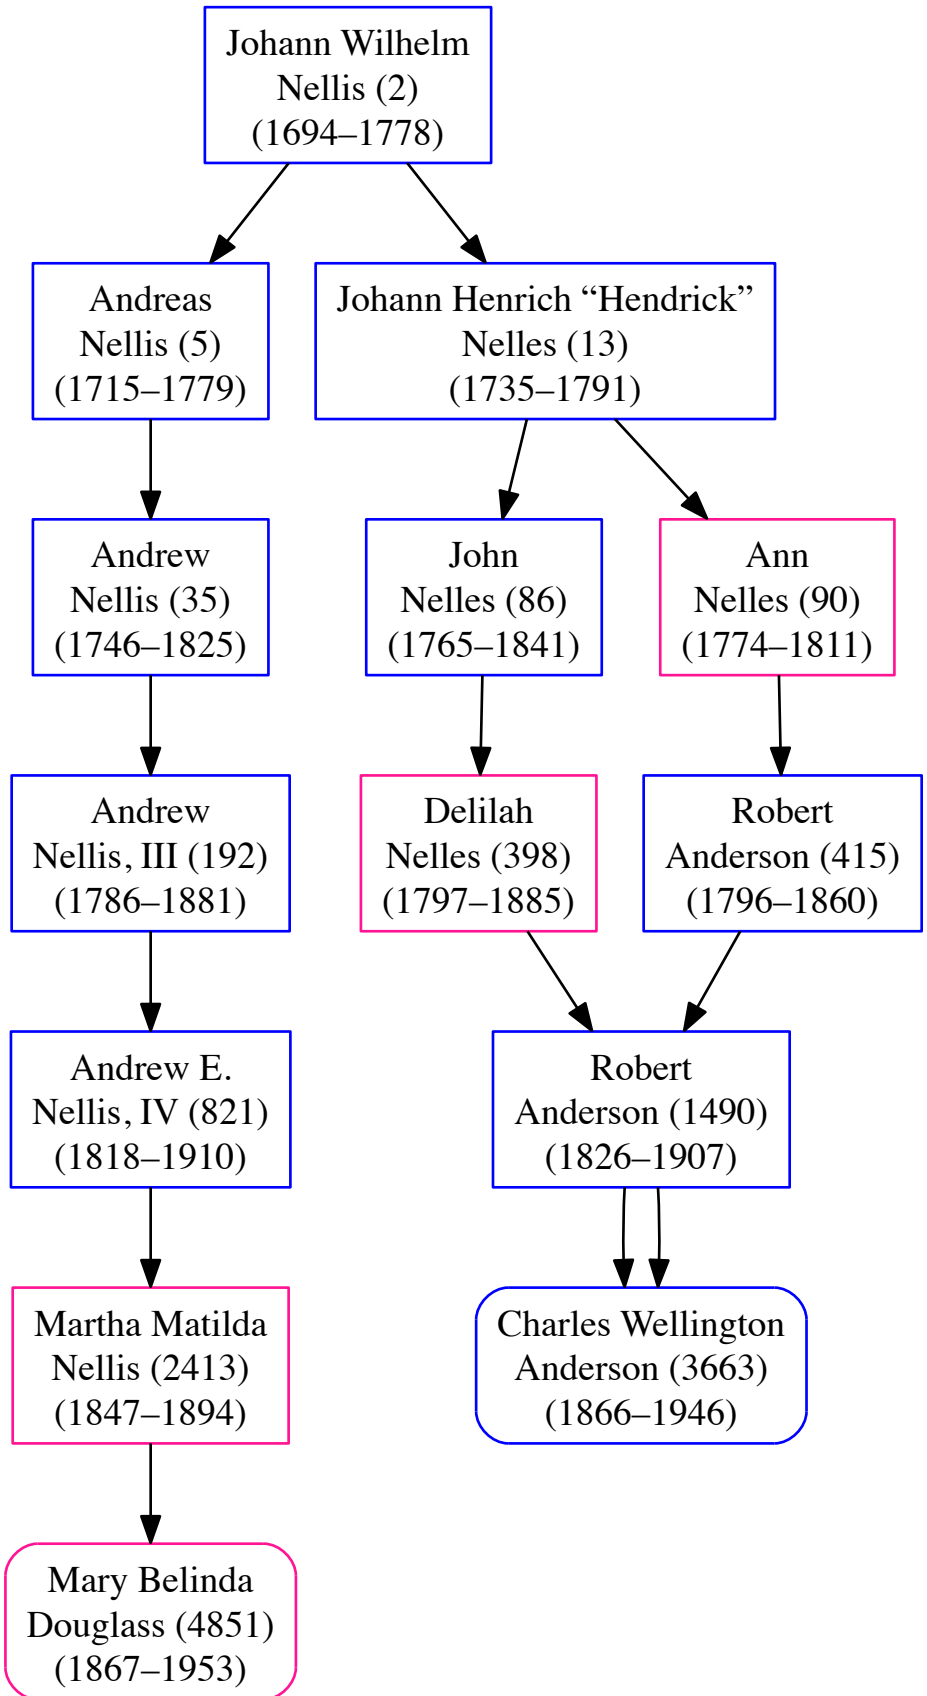 Johann Wilhelm
Nellis (2)
(1694–1778)
Andreas
Nellis (5)
(1715–1779)
Johann Henrich “Hendrick”
Nelles (13)
(1735–1791)
Andrew
Nellis (35)
(1746–1825)
John
Nelles (86)
(1765–1841)
Ann
Nelles (90)
(1774–1811)
Andrew
Nellis, III (192)
(1786–1881)
Delilah
Nelles (398)
(1797–1885)
Robert
Anderson (415)
(1796–1860)
Andrew E.
Nellis, IV (821)
(1818–1910)
Robert
Anderson (1490)
(1826–1907)
Martha Matilda
Nellis (2413)
(1847–1894)
Charles Wellington
Anderson (3663)
(1866–1946)
Mary Belinda
Douglass (4851)
(1867–1953)